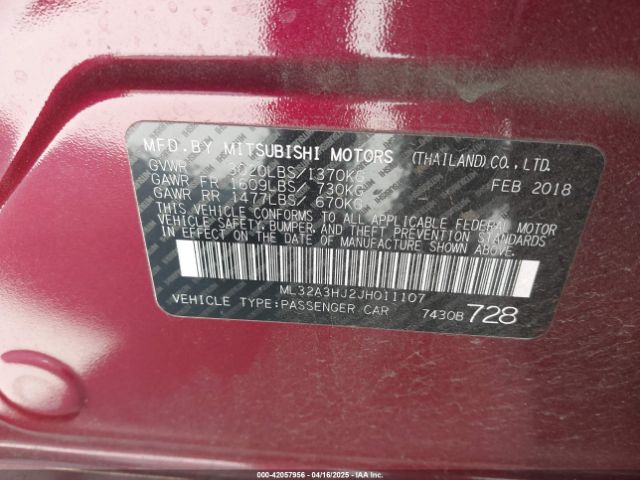 MFD.BY MITSUBISHI MOTORS (THAILAND) CO., LTD.
GVWR 3020LBS/1370KG FEB 2018
GAWR FR 1609LBS/ 730KG
GAWR RR 1477LBS/ 670KG
THIS VEHICLE CONFORMS TO ALL APPLICABLE FEDERAL MOTOR
VEHICLE SAFETY, BUMPER, AND THEFT PREVENTION STANDARDS
IN EFFECT ON THE DATE OF MANUFACTURE SHOWN ABOVE.
ML32A3HJ2JH011107
VEHICLE TYPE:PASSENGER CAR 7430B 728
000-42057956 - 04/16/2025 - IAAI.COM